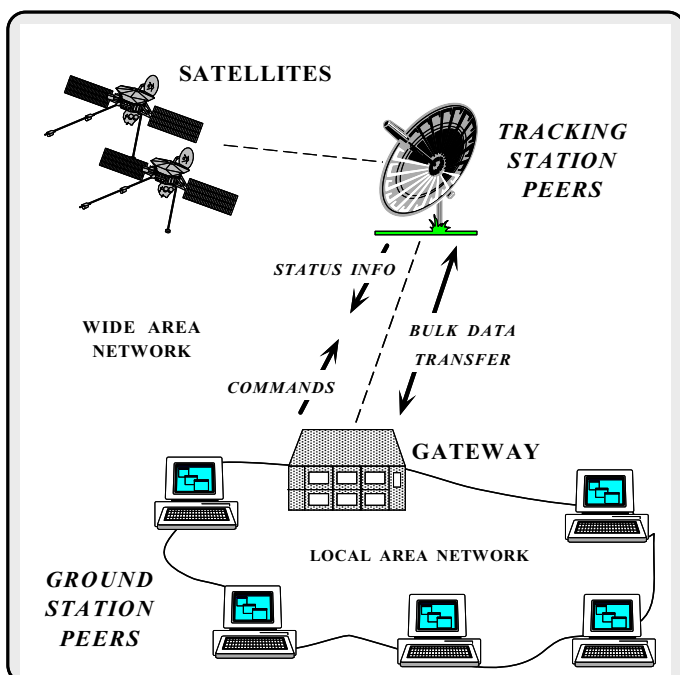 SATELLITES
TRACKING
STATION
PEERS
STATUS INFO
WIDE AREA
NETWORK
BULK DATA
TRANSFER
COMMANDS
GATEWAY
LOCAL AREA NETWORK
GROUND
STATION
PEERS